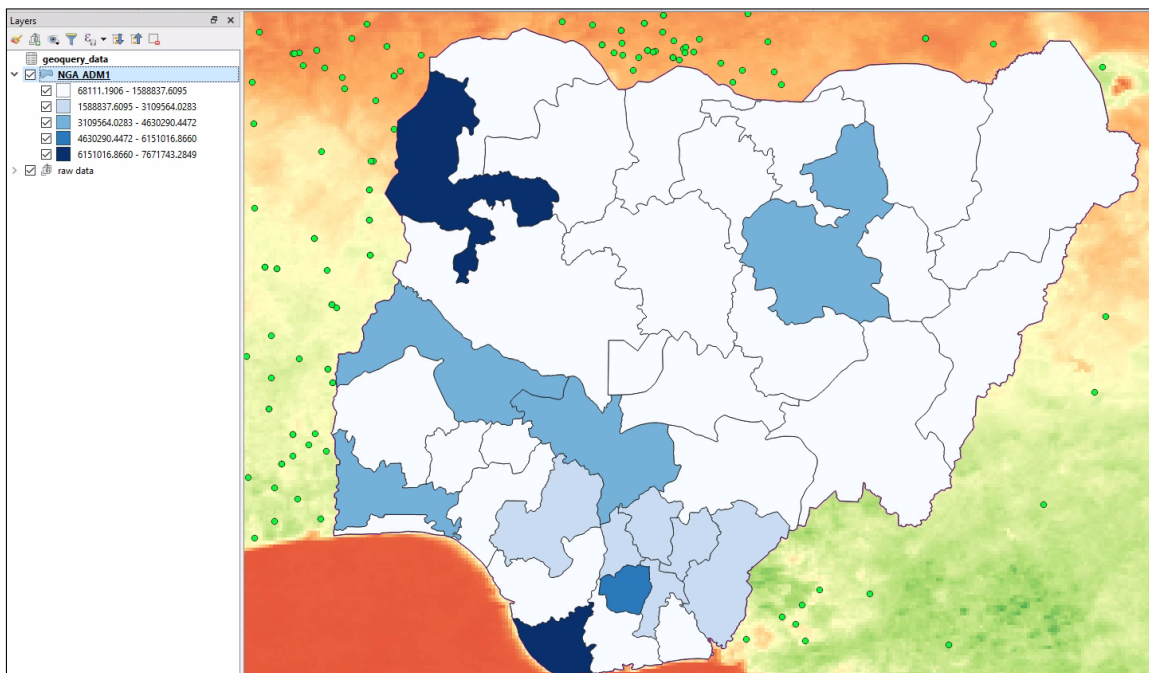 Layers
geoquery_data
NGA_ADM1
68111.1906 - 1588837.6095
1588837.6095 - 3109564.0283
3109564.0283 - 4630290.4472
4630290.4472 - 6151016.8660
6151016.8660 - 7671743.2849
raw data